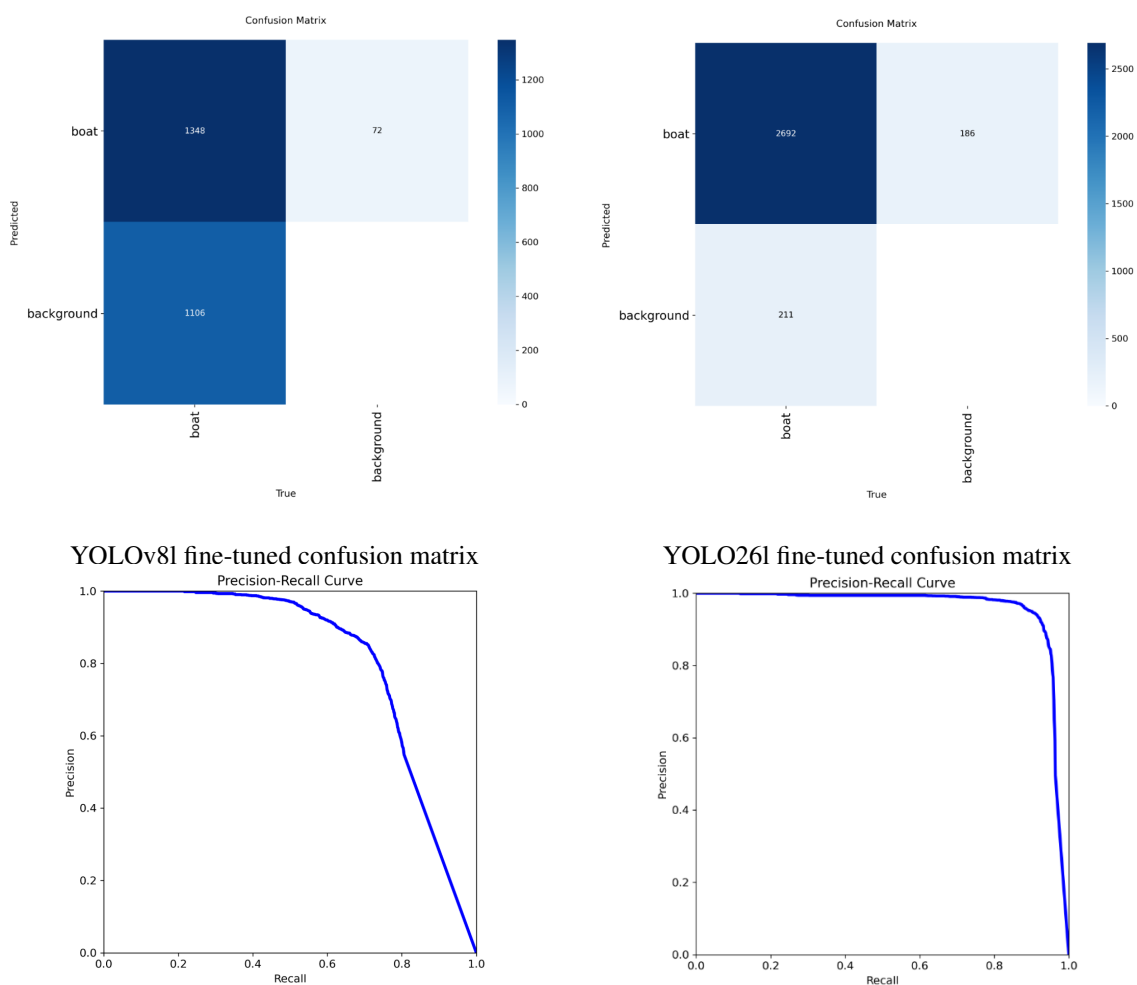 Confusion Matrix
boat
1348
72
background
1106
boat
background
Predicted
True
0
200
400
600
800
1000
1200
Confusion Matrix
boat
2692
186
background
211
boat
background
Predicted
True
0
500
1000
1500
2000
2500
YOLOv8l fine-tuned confusion matrix
YOLO26l fine-tuned confusion matrix
Precision-Recall Curve
1.0
0.8
0.6
0.4
0.2
0.0
Precision
0.0 0.2 0.4 0.6 0.8 1.0
Recall
Precision-Recall Curve
1.0
0.8
0.6
0.4
0.2
0.0
Precision
0.0 0.2 0.4 0.6 0.8 1.0
Recall